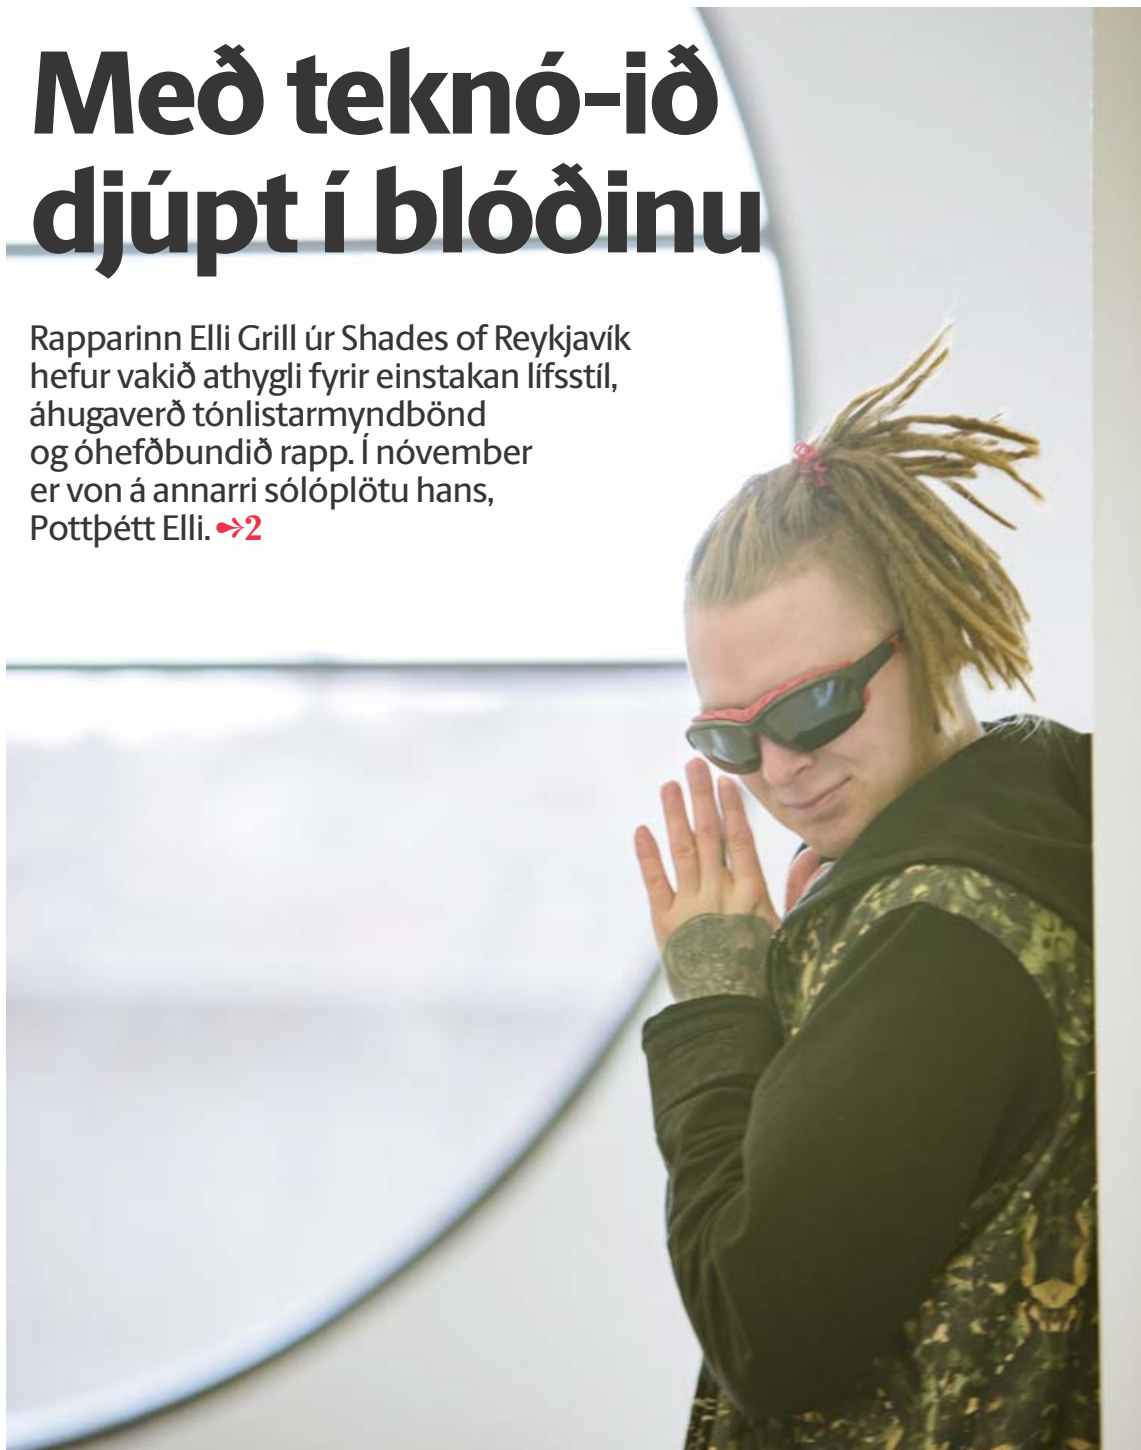 Með teknó-ið
djúpt í blóðinu
Rapparinn Elli Grill úr Shades of Reykjavík
hefur vakið athygli fyrir einstakan lífsstíl,
áhugaverð tónlistarmyndbönd
og óhefðbundið rapp. Í nóvember
er von á annarri sólóplötu hans,
Pottþétt Elli. ➻2